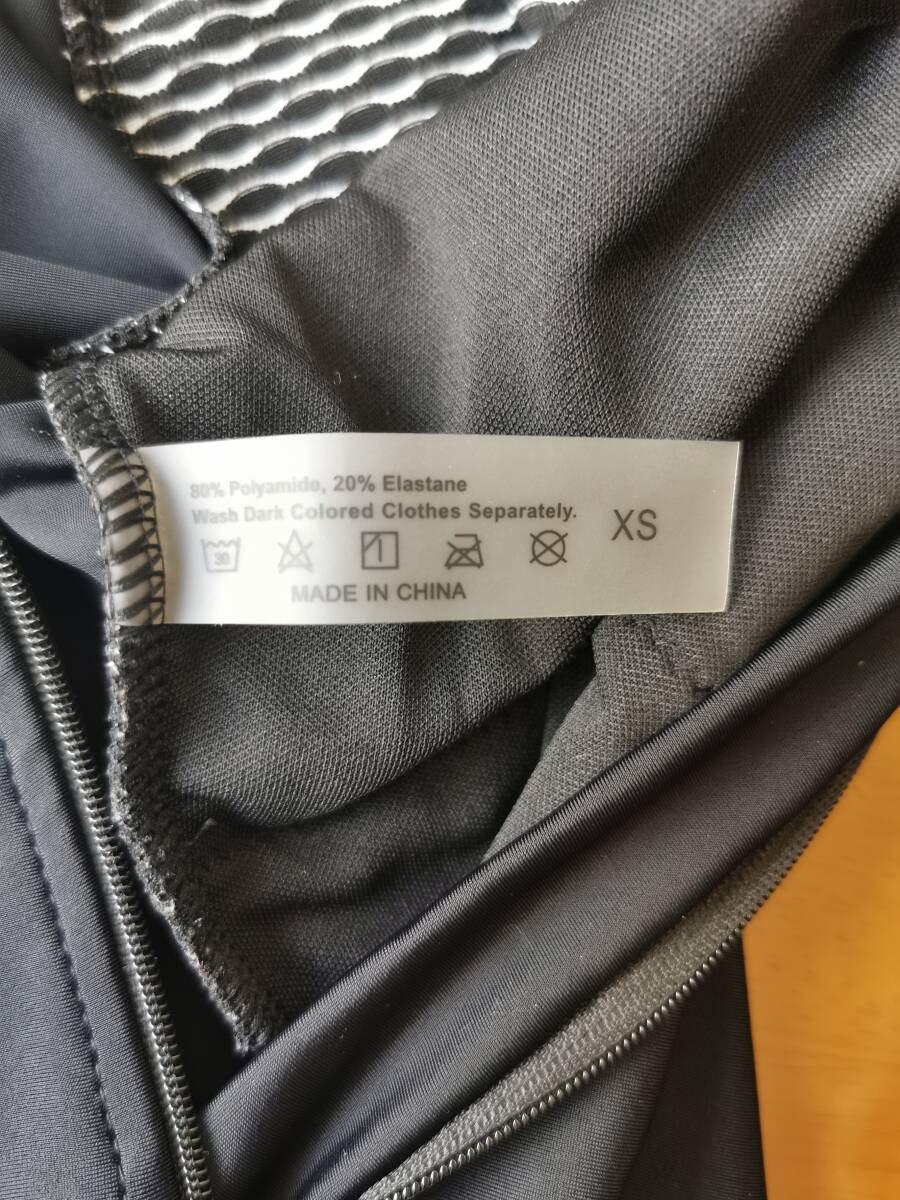 80% Polyamide, 20% Elastane
Wash Dark Colored Clothes Separately.
XS
30
MADE IN CHINA